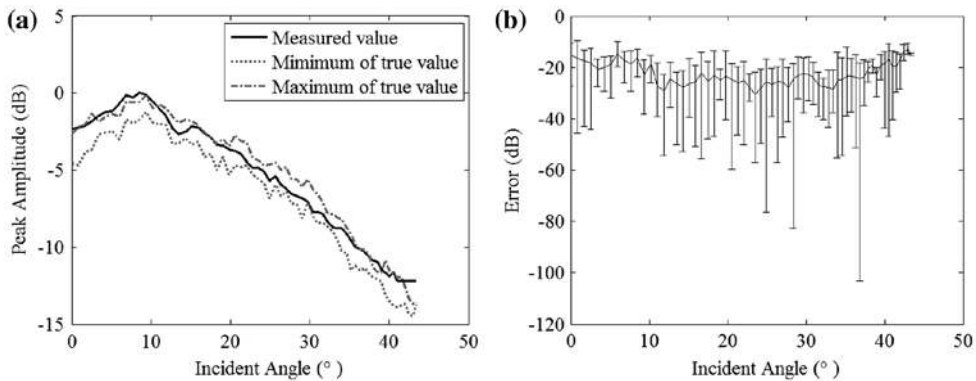 (a)
5
0
-5
-10
-15
0 10 20 30 40 50
Peak Amplitude (dB)
Incident Angle (°)
Measured value
Mimimum of true value
Maximum of true value
(b)
0
-20
-40
-60
-80
-100
-120
0 10 20 30 40 50
Error (dB)
Incident Angle (°)